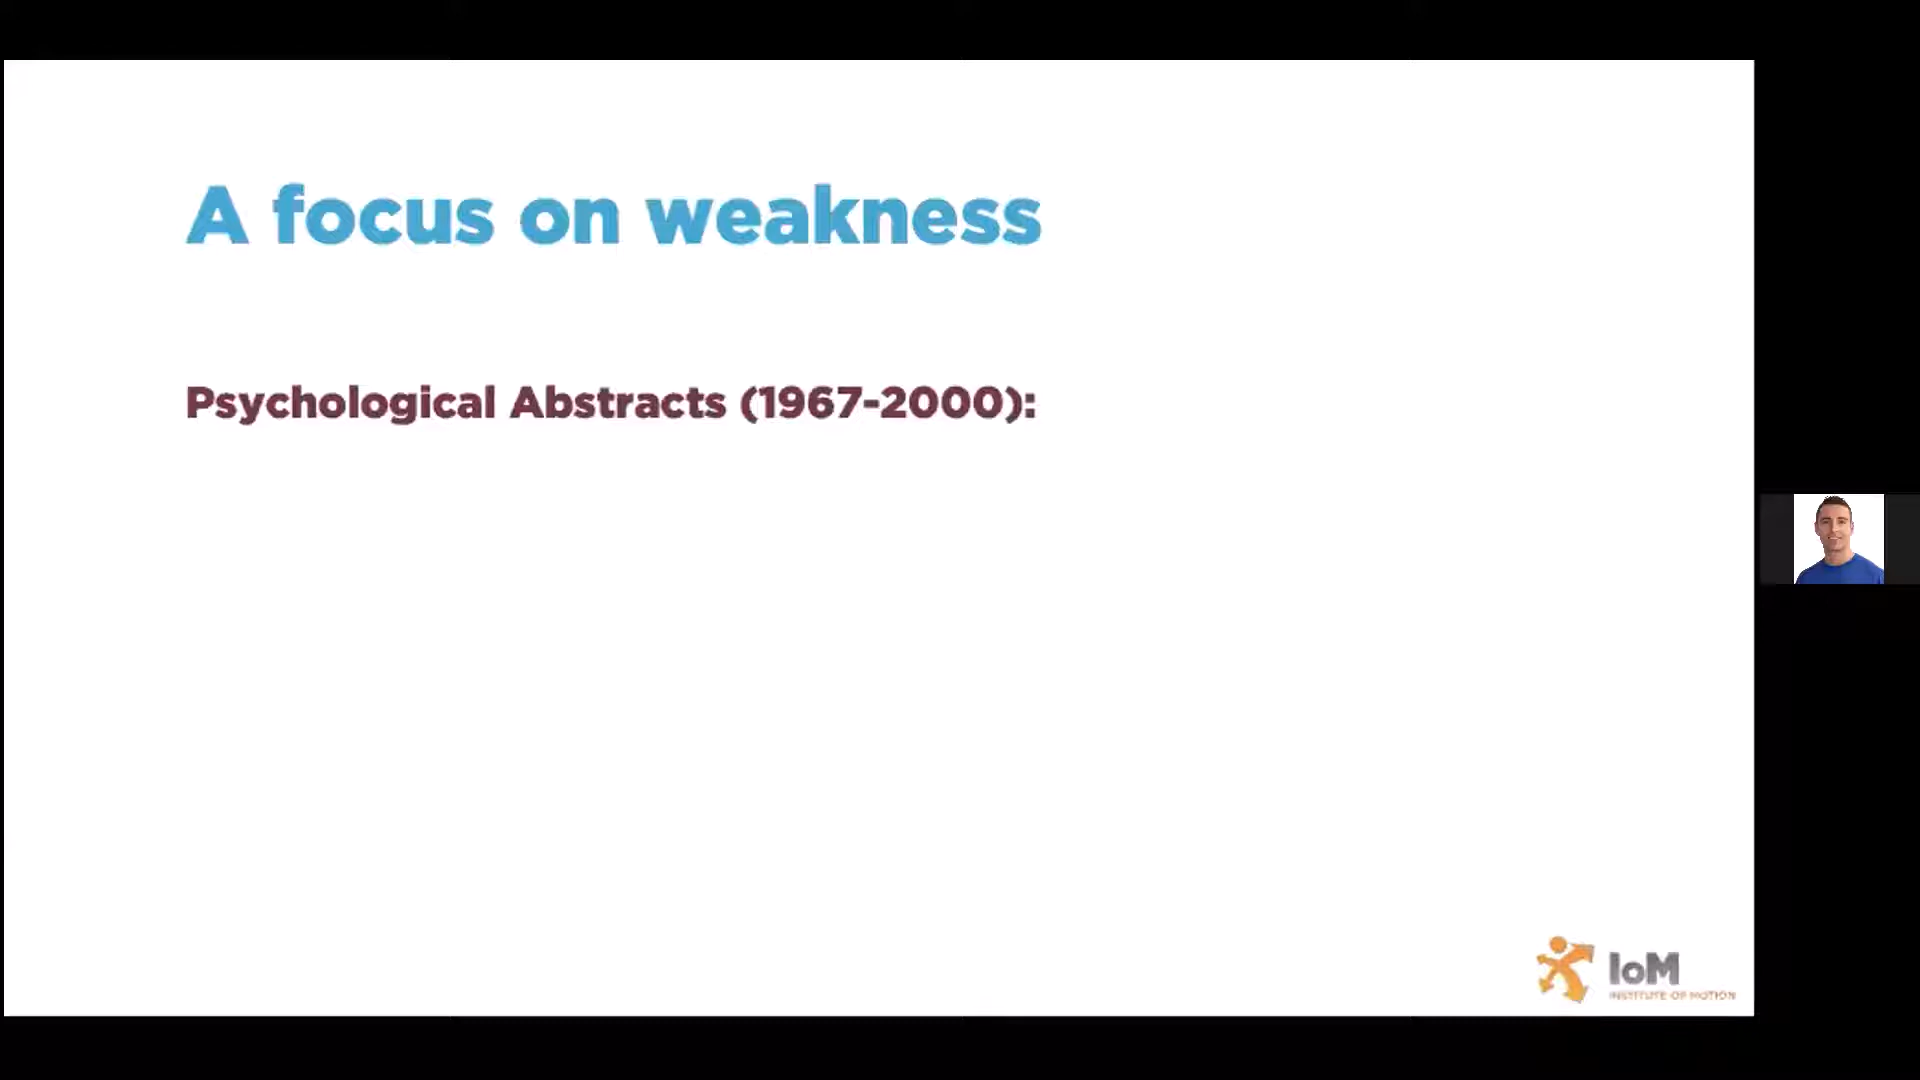 A focus on weakness
Psychological Abstracts (1967-2000):
IoM
INSTITUTE OF MOTION